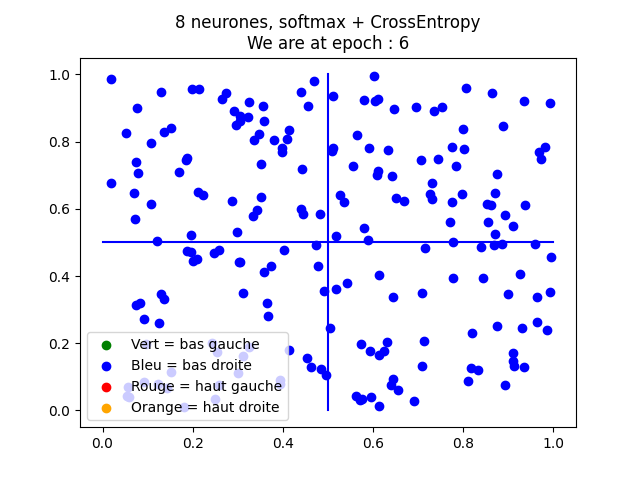 8 neurones, softmax + CrossEntropy
We are at epoch : 6
1.0
0.8
0.6
0.4
0.2
0.0
Vert = bas gauche
Bleu = bas droite
Rouge = haut gauche
Orange = haut droite
0.0 0.2 0.4 0.6 0.8 1.0